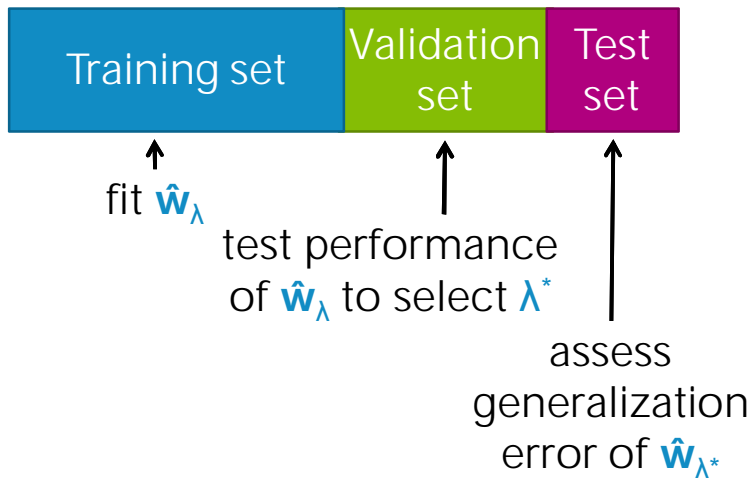 Training set
Validation
set
Test
set
fit ŵλ
test performance
of ŵλ to select λ*
assess
generalization
error of ŵλ*